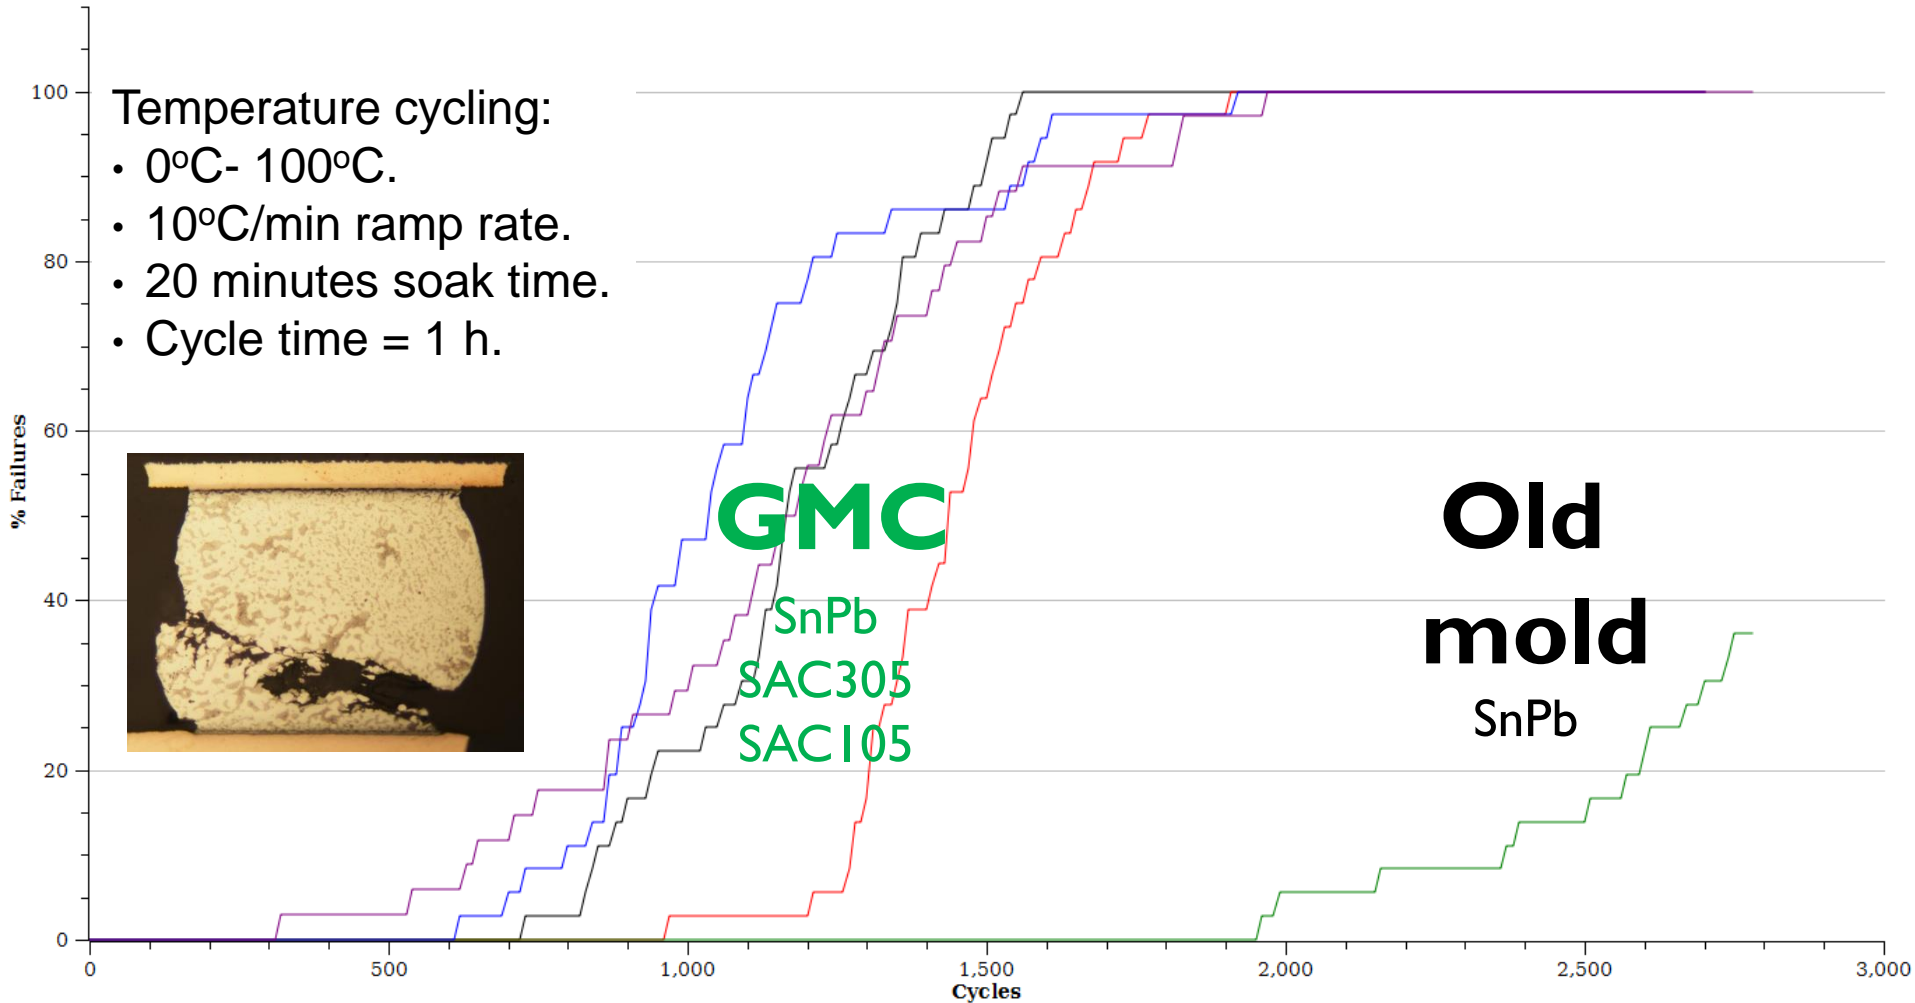 Temperature cycling:
• 0ºC- 100ºC.
• 10ºC/min ramp rate.
• 20 minutes soak time.
• Cycle time = 1 h.
GMC
SnPb
SAC305
SAC105
Old
mold
SnPb
% Failures
100
80
60
40
20
0
0 500 1,000 1,500 2,000 2,500 3,000
Cycles